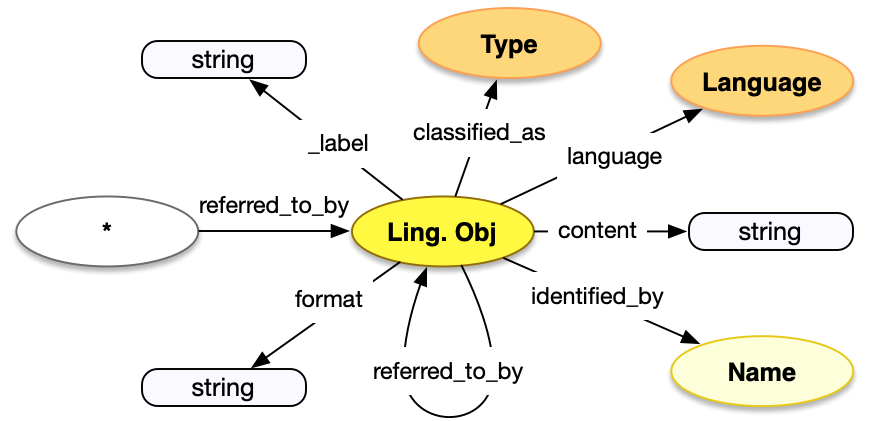 Type
string
Language
_label
classified_as
language
referred_to_by
*
Ling. Obj
content
string
format
identified_by
string
referred_to_by
Name